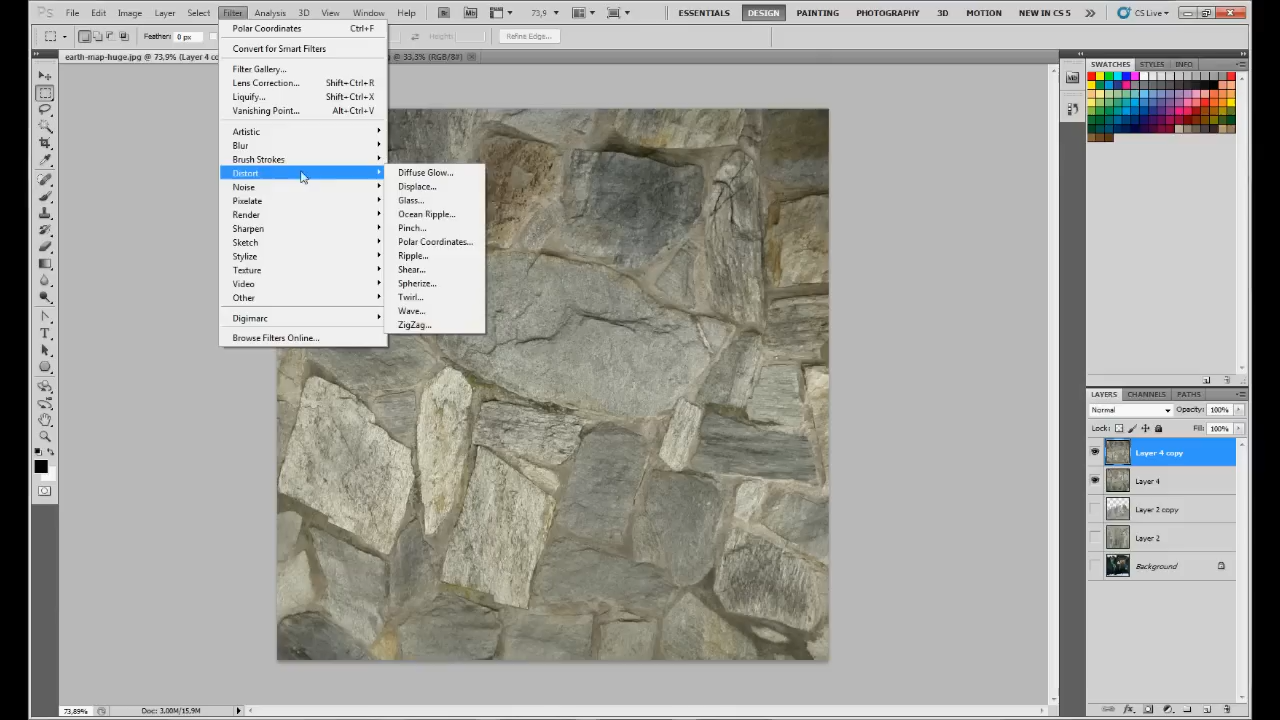 Ps File Edit Image Layer Select Filter Analysis 3D View Window Help 73,9 ESSENTIALS DESIGN PAINTING PHOTOGRAPHY 3D MOTION NEW IN CS 5 CS Live
Feather: 0 px Height: Refine Edge...
earth-map-huge.jpg @ 73,9% (Layer 4 co @ 33,3% (RGB/8#)
Polar Coordinates Ctrl+F
Convert for Smart Filters
Filter Gallery...
Lens Correction... Shift+Ctrl+R
Liquify... Shift+Ctrl+X
Vanishing Point... Alt+Ctrl+V
Artistic
Blur
Brush Strokes
Distort
Noise
Pixelate
Render
Sharpen
Sketch
Stylize
Texture
Video
Other
Digimarc
Browse Filters Online...
Diffuse Glow...
Displace...
Glass...
Ocean Ripple...
Pinch...
Polar Coordinates...
Ripple...
Shear...
Spherize...
Twirl...
Wave...
ZigZag...
SWATCHES STYLES INFO
LAYERS CHANNELS PATHS
Normal Opacity: 100%
Lock: Fill: 100%
Layer 4 copy
Layer 4
Layer 2 copy
Layer 2
Background
73,89% Doc: 3.00M/15.9M